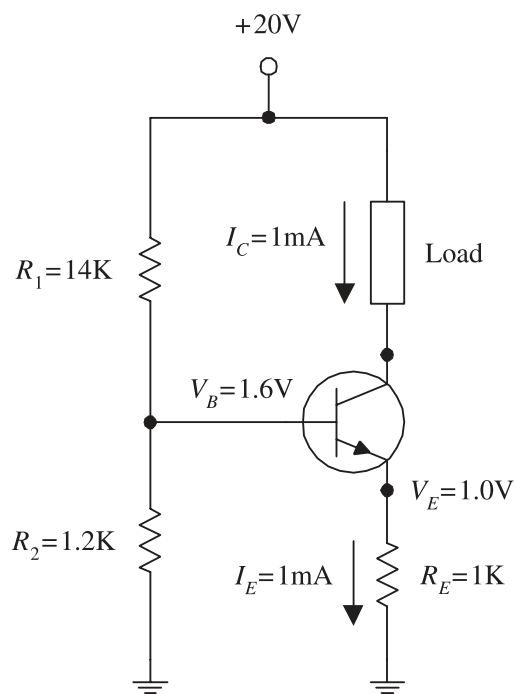 +20V
I_C=1mA
Load
R_1=14K
V_B=1.6V
V_E=1.0V
R_2=1.2K
I_E=1mA
R_E=1K